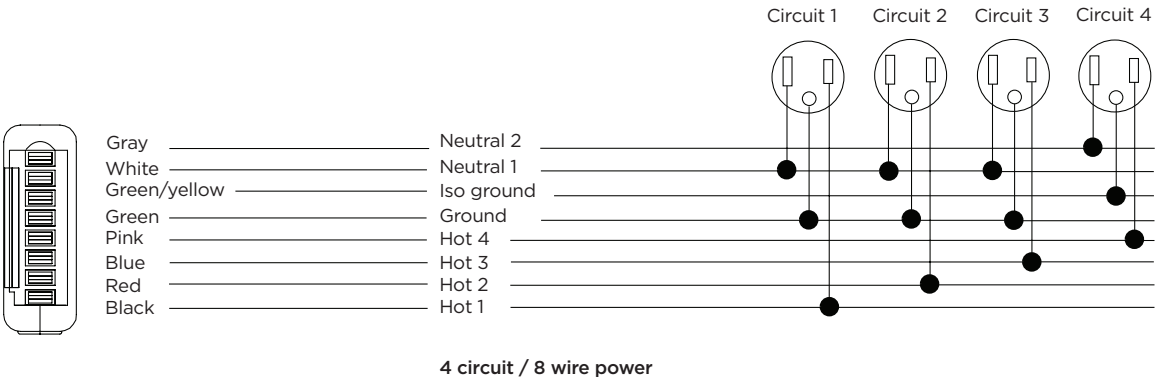 Circuit 1 Circuit 2 Circuit 3 Circuit 4
Gray Neutral 2
White Neutral 1
Green/yellow Iso ground
Green Ground
Pink Hot 4
Blue Hot 3
Red Hot 2
Black Hot 1
4 circuit / 8 wire power